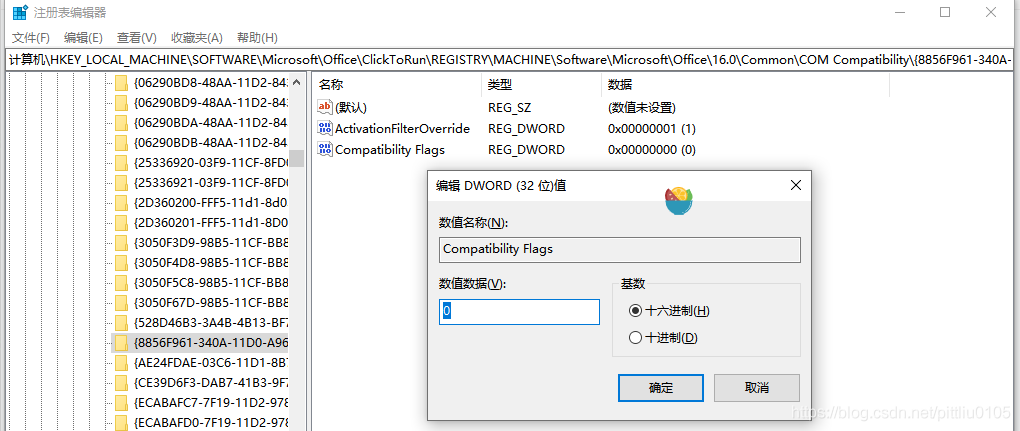 注册表编辑器
文件(F) 编辑(E) 查看(V) 收藏夹(A) 帮助(H)
计算机\HKEY_LOCAL_MACHINE\SOFTWARE\Microsoft\Office\ClickToRun\REGISTRY\MACHINE\Software\Microsoft\Office\16.0\Common\COM Compatibility\{8856F961-340A-
{06290BD8-48AA-11D2-84
{06290BD9-48AA-11D2-84
{06290BDA-48AA-11D2-84
{06290BDB-48AA-11D2-84
{25336920-03F9-11CF-8FD0
{25336921-03F9-11CF-8FD0
{2D360200-FFF5-11d1-8d0
{2D360201-FFF5-11d1-8D0
{3050F3D9-98B5-11CF-BB8
{3050F4D8-98B5-11CF-BB8
{3050F5C8-98B5-11CF-BB8
{3050F67D-98B5-11CF-BB8
{528D46B3-3A4B-4B13-BF7
{8856F961-340A-11D0-A96
{AE24FDAE-03C6-11D1-8B7
{CE39D6F3-DAB7-41B3-9F7
{ECABAFC7-7F19-11D2-978
{ECABAFD0-7F19-11D2-978
名称 类型 数据
(默认) REG_SZ (数值未设置)
ActivationFilterOverride REG_DWORD 0x00000001 (1)
Compatibility Flags REG_DWORD 0x00000000 (0)
编辑 DWORD (32 位)值
数值名称(N):
Compatibility Flags
数值数据(V):
0
基数
十六进制(H)
十进制(D)
确定 取消
https://blog.csdn.net/pittliu0105